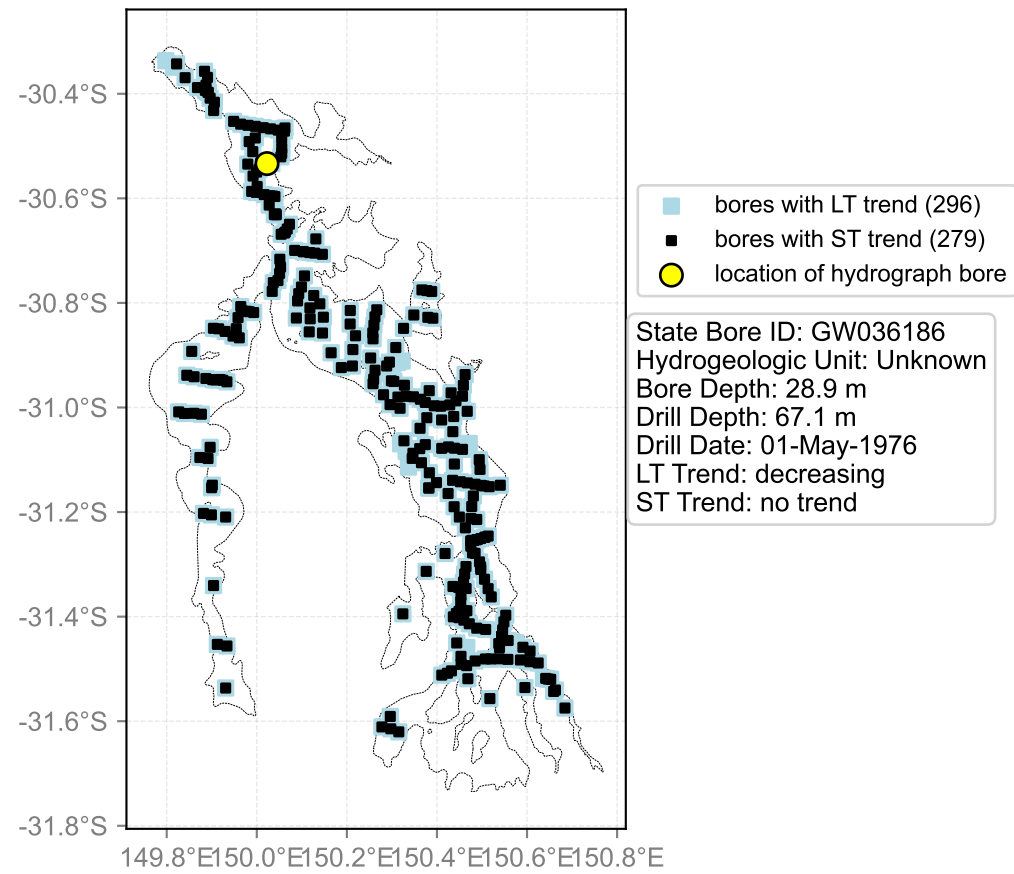 -30.4°S
-30.6°S
-30.8°S
-31.0°S
-31.2°S
-31.4°S
-31.6°S
-31.8°S
149.8°E150.0°E150.2°E150.4°E150.6°E150.8°E
bores with LT trend (296)
bores with ST trend (279)
location of hydrograph bore
State Bore ID: GW036186
Hydrogeologic Unit: Unknown
Bore Depth: 28.9 m
Drill Depth: 67.1 m
Drill Date: 01-May-1976
LT Trend: decreasing
ST Trend: no trend